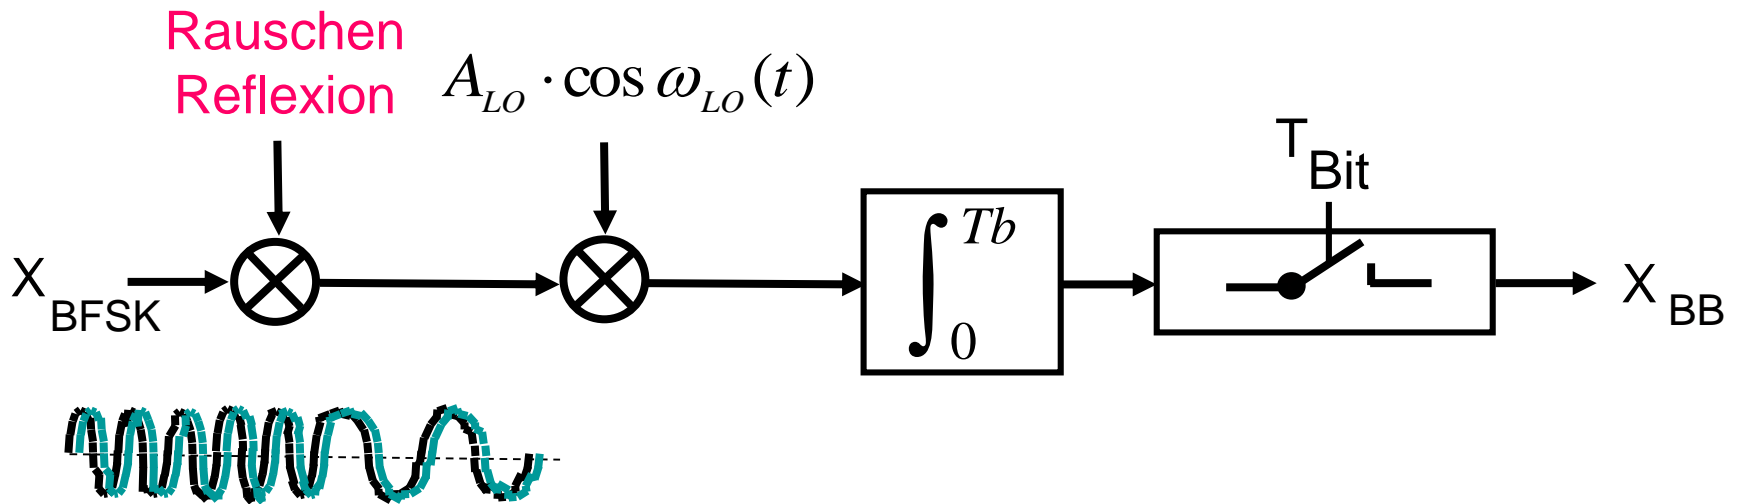 Rauschen
Reflexion
A_LO · cos ω_LO (t)
T_Bit
X_BFSK
∫_0^Tb
X_BB